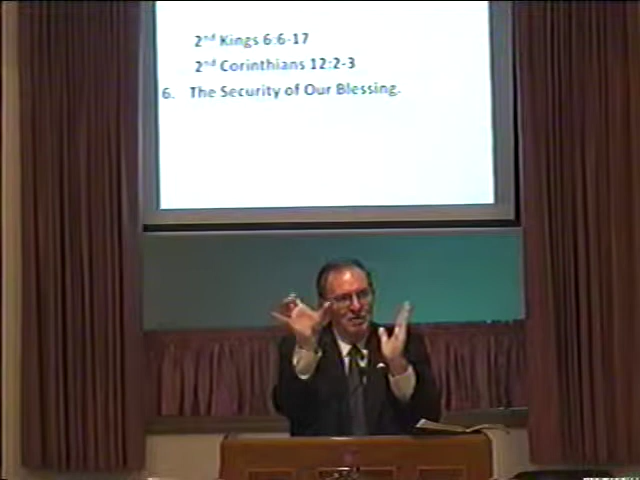 2nd Kings 6:6-17
2nd Corinthians 12:2-3
6. The Security of Our Blessing.